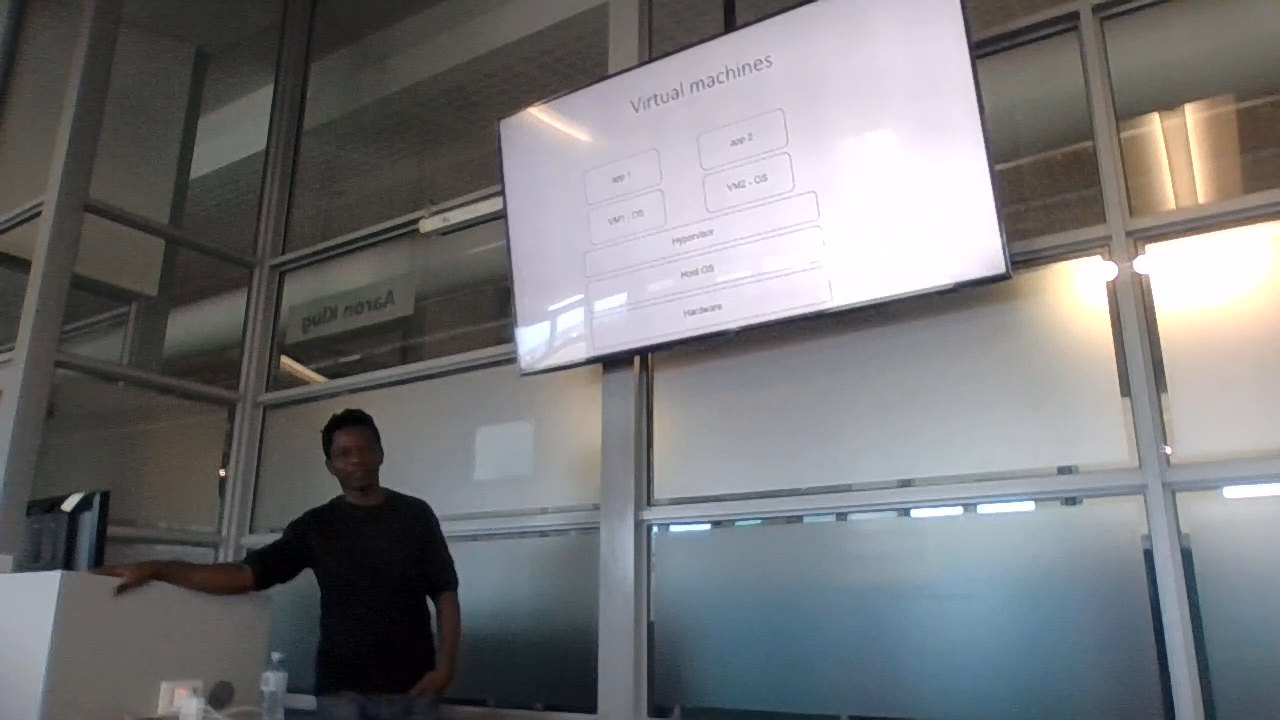 Virtual machines
app 1
app 2
VM1 - OS
VM2 - OS
Hypervisor
Host OS
Hardware
Aaron Klug